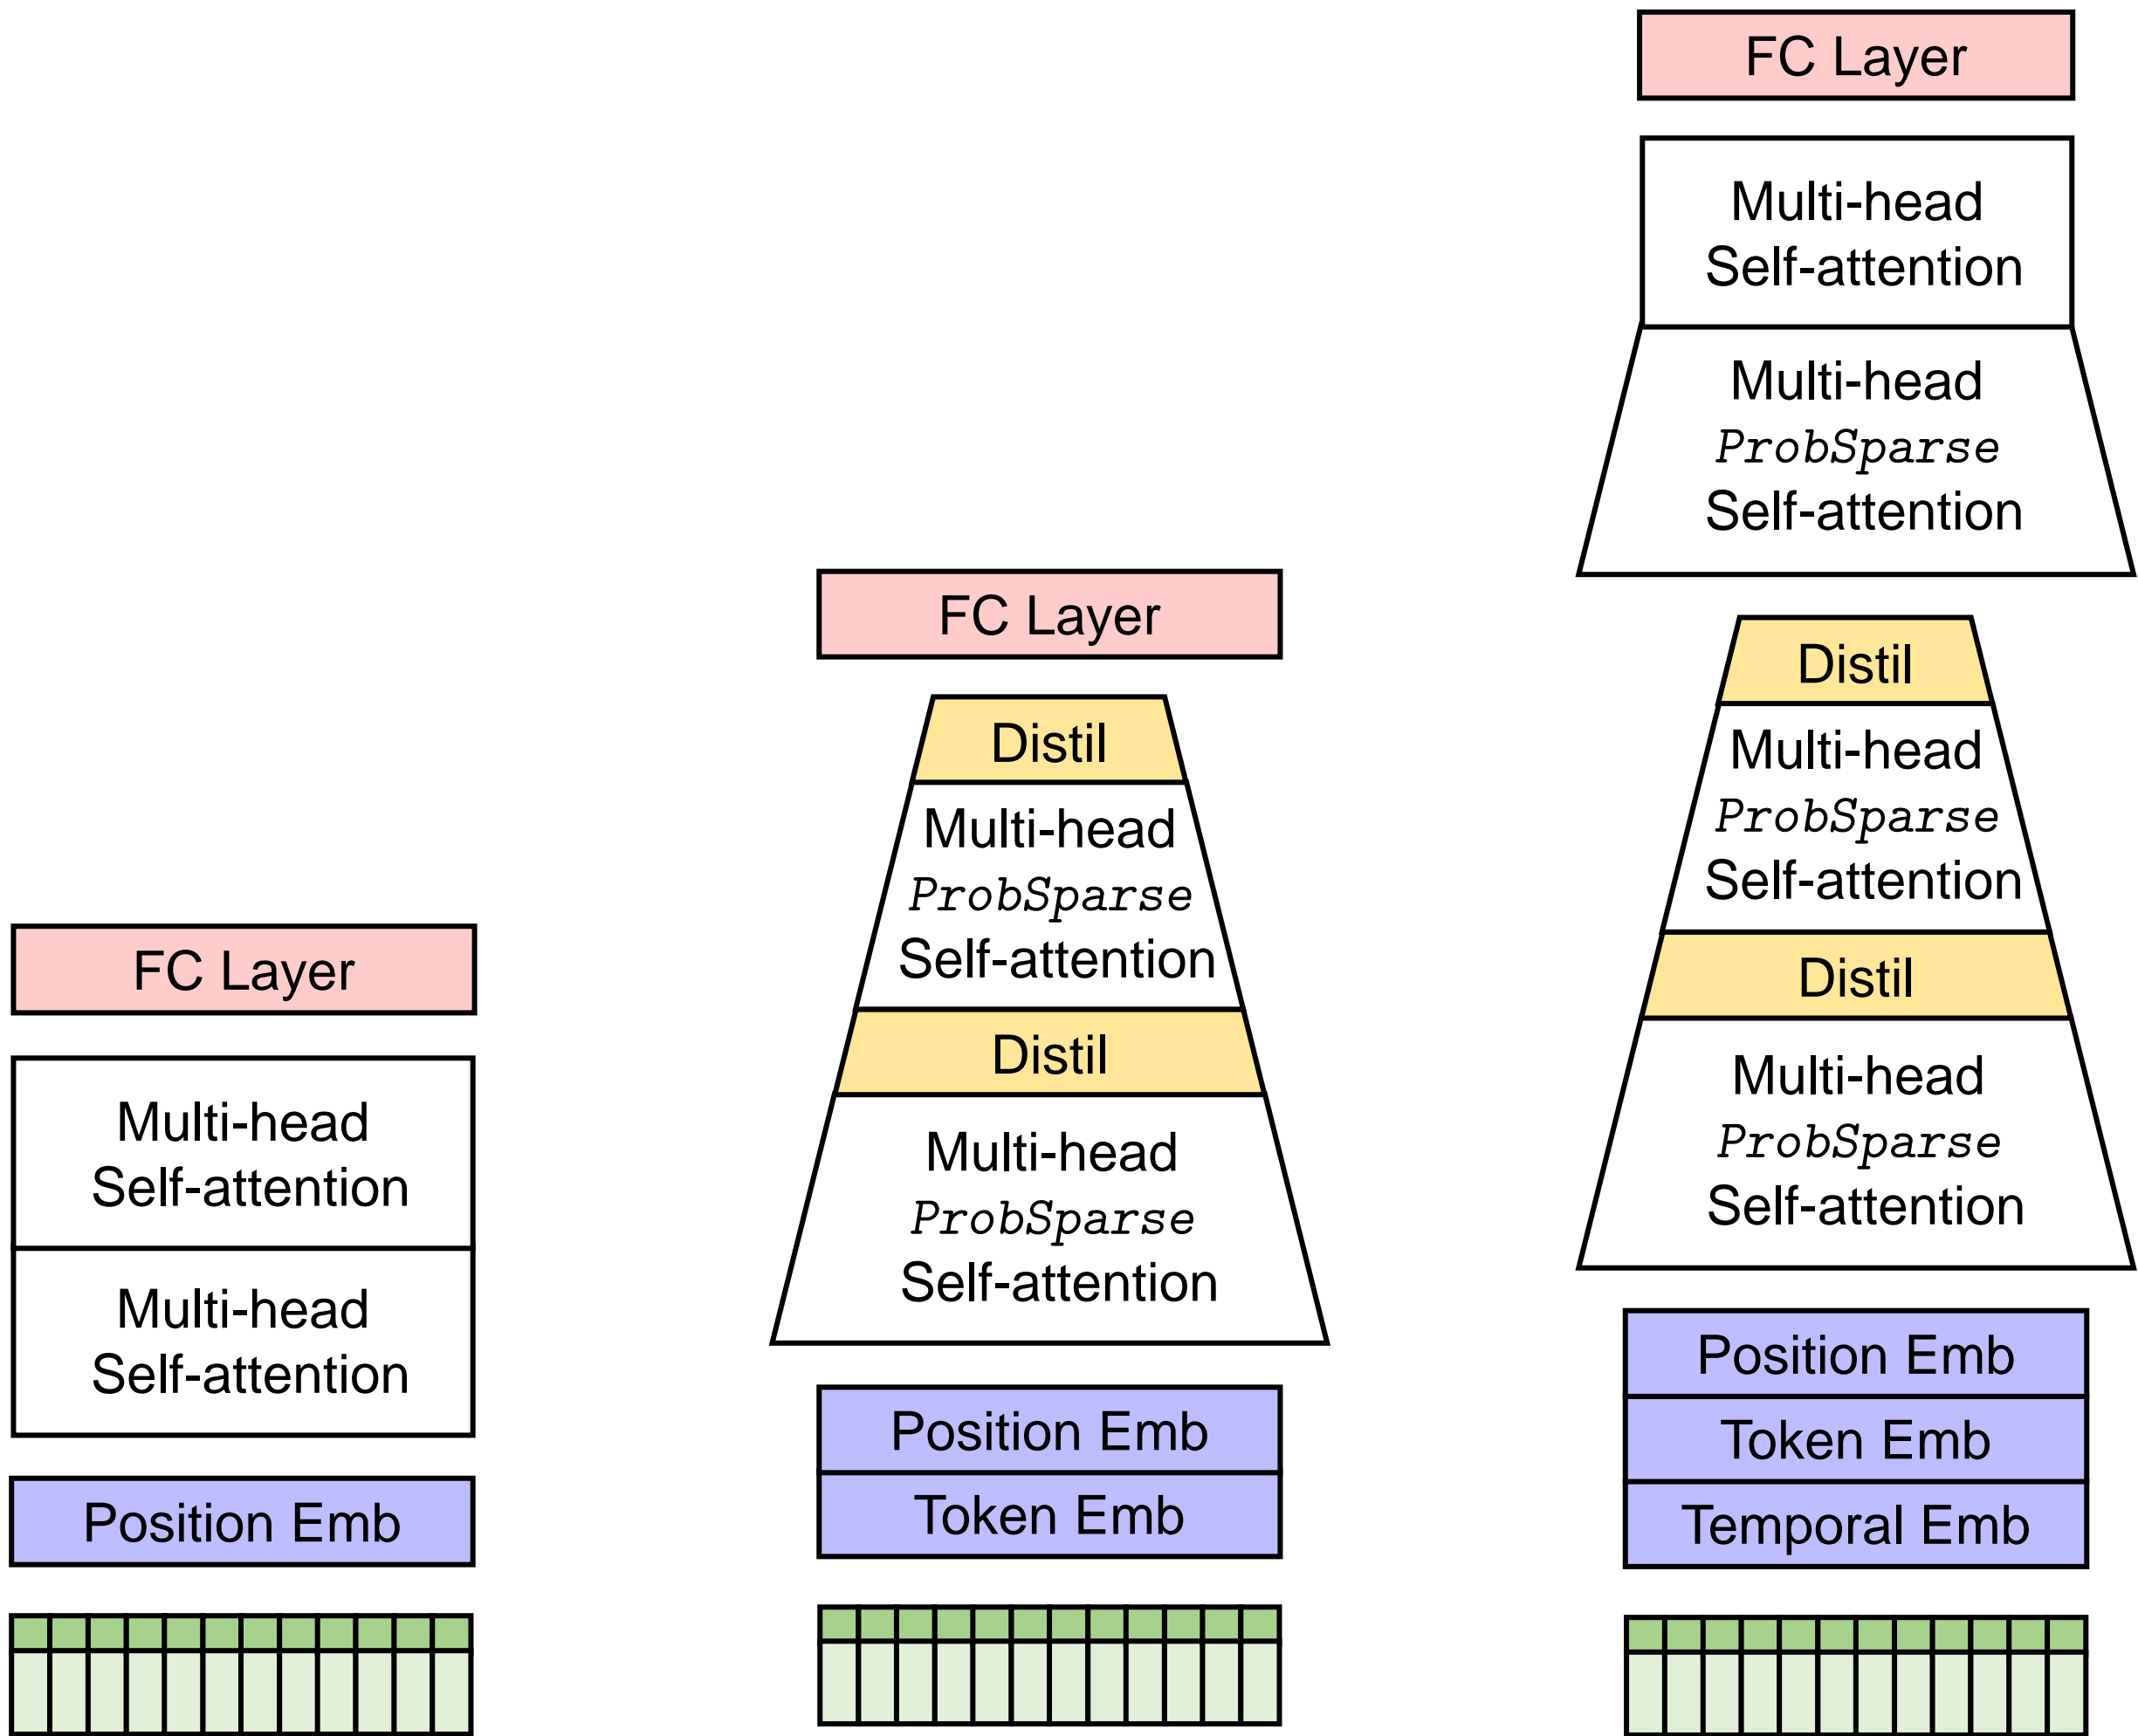 FC Layer
Multi-head
Self-attention
Multi-head
Self-attention
Position Emb
FC Layer
Distil
Multi-head
ProbSparse
Self-attention
Distil
Multi-head
ProbSparse
Self-attention
Position Emb
Token Emb
FC Layer
Multi-head
Self-attention
Multi-head
ProbSparse
Self-attention
Distil
Multi-head
ProbSparse
Self-attention
Distil
Multi-head
ProbSparse
Self-attention
Position Emb
Token Emb
Temporal Emb